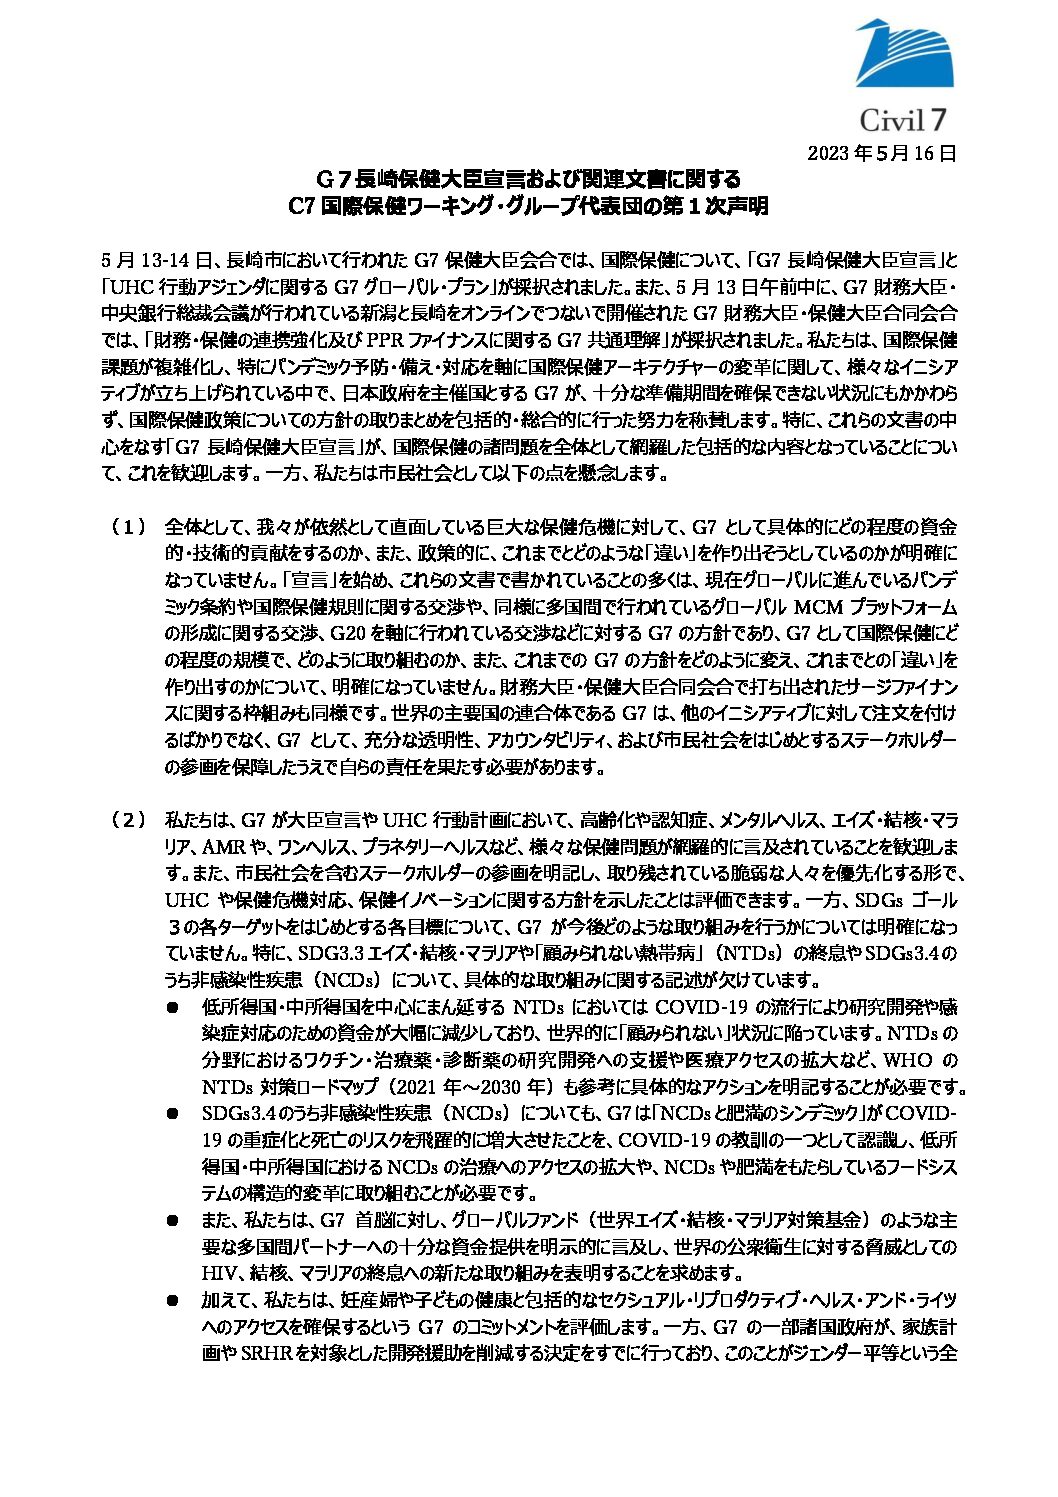 Civil 7
2023 年５月 16 日
Ｇ７長崎保健大臣宣言および関連文書に関する
C7 国際保健ワーキング・グループ代表団の第１次声明
5 月 13-14 日、長崎市において行われた G7 保健大臣会合では、国際保健について、「G7 長崎保健大臣宣言」と
「UHC 行動アジェンダに関する G7 グローバル・プラン」が採択されました。また、5 月 13 日午前中に、G7 財務大臣・
中央銀行総裁会議が行われている新潟と長崎をオンラインでつないで開催された G7 財務大臣・保健大臣合同会合
では、「財務・保健の連携強化及び PPR ファイナンスに関する G7 共通理解」が採択されました。私たちは、国際保健
課題が複雑化し、特にパンデミック予防・備え・対応を軸に国際保健アーキテクチャーの変革に関して、様々なイニシア
ティブが立ち上げられている中で、日本政府を主催国とする G7 が、十分な準備期間を確保できない状況にもかかわら
ず、国際保健政策についての方針の取りまとめを包括的・総合的に行った努力を称賛します。特に、これらの文書の中
心をなす「G7 長崎保健大臣宣言」が、国際保健の諸問題を全体として網羅した包括的な内容となっていることについ
て、これを歓迎します。一方、私たちは市民社会として以下の点を懸念します。
（１） 全体として、我々が依然として直面している巨大な保健危機に対して、G7 として具体的にどの程度の資金
的・技術的貢献をするのか、また、政策的に、これまでとどのような「違い」を作り出そうとしているのかが明確に
なっていません。「宣言」を始め、これらの文書で書かれていることの多くは、現在グローバルに進んでいるパンデ
ミック条約や国際保健規則に関する交渉や、同様に多国間で行われているグローバル MCM プラットフォーム
の形成に関する交渉、G20 を軸に行われている交渉などに対する G7 の方針であり、G7 として国際保健にど
の程度の規模で、どのように取り組むのか、また、これまでの G7 の方針をどのように変え、これまでとの「違い」を
作り出すのかについて、明確になっていません。財務大臣・保健大臣合同会合で打ち出されたサージファイナン
スに関する枠組みも同様です。世界の主要国の連合体である G7 は、他のイニシアティブに対して注文を付け
るばかりでなく、G7 として、充分な透明性、アカウンタビリティ、および市民社会をはじめとするステークホルダー
の参画を保障したうえで自らの責任を果たす必要があります。
（２） 私たちは、G7 が大臣宣言や UHC 行動計画において、高齢化や認知症、メンタルヘルス、エイズ・結核・マラ
リア、AMR や、ワンヘルス、プラネタリーヘルスなど、様々な保健問題が網羅的に言及されていることを歓迎しま
す。また、市民社会を含むステークホルダーの参画を明記し、取り残されている脆弱な人々を優先化する形で、
UHC や保健危機対応、保健イノベーションに関する方針を示したことは評価できます。一方、SDGs ゴール
３の各ターゲットをはじめとする各目標について、G7 が今後どのような取り組みを行うかについては明確になっ
ていません。特に、SDG3.3 エイズ・結核・マラリアや「顧みられない熱帯病」（NTDs）の終息や SDGs3.4 の
うち非感染性疾患（NCDs）について、具体的な取り組みに関する記述が欠けています。
● 低所得国・中所得国を中心にまん延する NTDs においては COVID-19 の流行により研究開発や感
染症対応のための資金が大幅に減少しており、世界的に「顧みられない」状況に陥っています。NTDs の
分野におけるワクチン・治療薬・診断薬の研究開発への支援や医療アクセスの拡大など、WHO の
NTDs 対策ロードマップ（2021 年～2030 年）も参考に具体的なアクションを明記することが必要です。
● SDGs3.4 のうち非感染性疾患（NCDs）についても、G7 は「NCDs と肥満のシンデミック」が COVID-
19 の重症化と死亡のリスクを飛躍的に増大させたことを、COVID-19 の教訓の一つとして認識し、低所
得国・中所得国における NCDs の治療へのアクセスの拡大や、NCDs や肥満をもたらしているフードシス
テムの構造的変革に取り組むことが必要です。
● また、私たちは、G7 首脳に対し、グローバルファンド（世界エイズ・結核・マラリア対策基金）のような主
要な多国間パートナーへの十分な資金提供を明示的に言及し、世界の公衆衛生に対する脅威としての
HIV、結核、マラリアの終息への新たな取り組みを表明することを求めます。
● 加えて、私たちは、妊産婦や子どもの健康と包括的なセクシュアル・リプロダクティブ・ヘルス・アンド・ライツ
へのアクセスを確保するという G7 のコミットメントを評価します。一方、G7 の一部諸国政府が、家族計
画や SRHR を対象とした開発援助を削減する決定をすでに行っており、このことがジェンダー平等という全